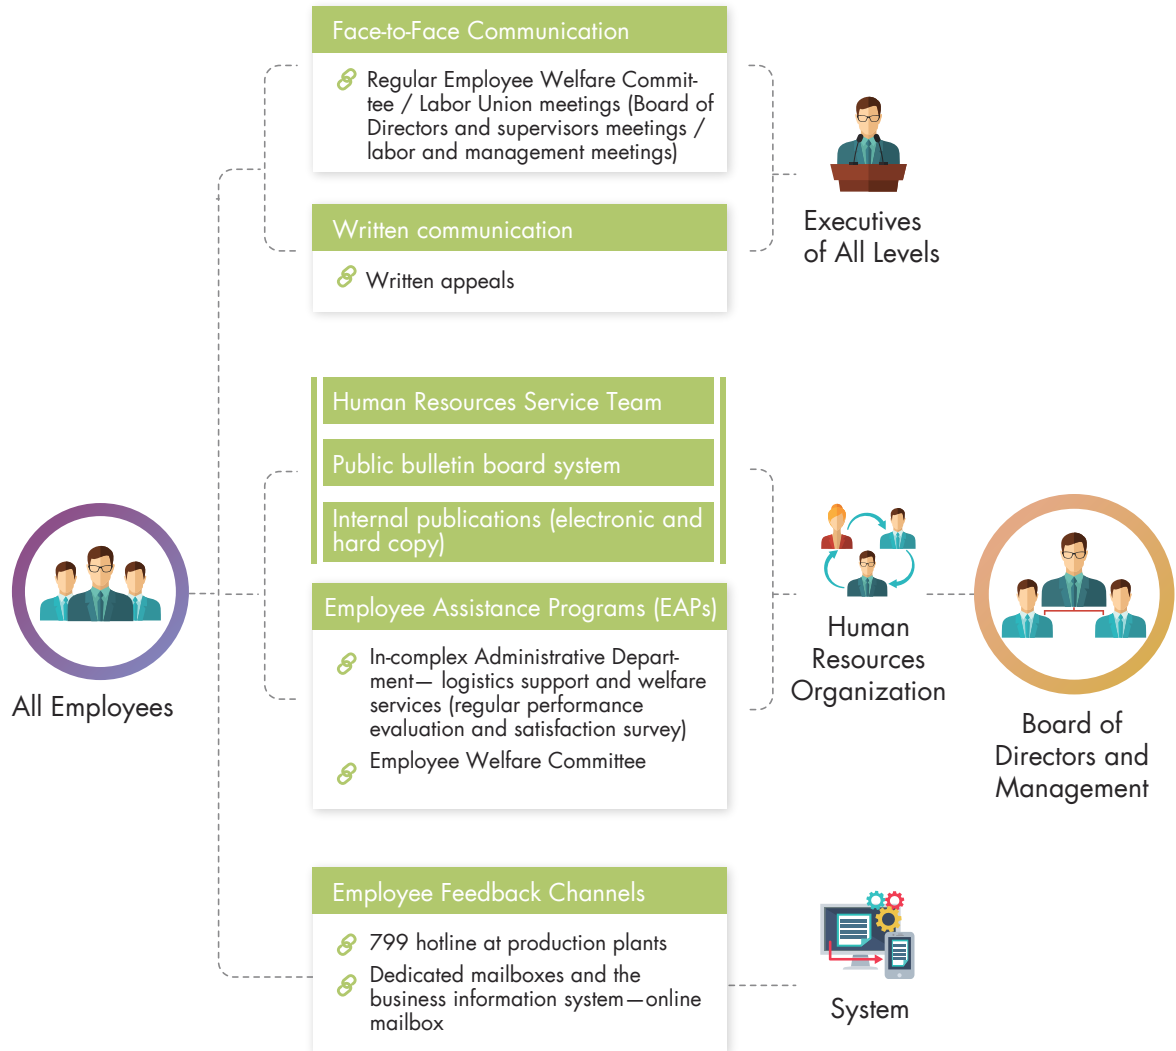 Face-to-Face Communication
Regular Employee Welfare Commit-
tee / Labor Union meetings (Board of
Directors and supervisors meetings /
labor and management meetings)
Written communication
Written appeals
Executives
of All Levels
Human Resources Service Team
Public bulletin board system
Internal publications (electronic and
hard copy)
Employee Assistance Programs (EAPs)
In-complex Administrative Depart-
ment— logistics support and welfare
services (regular performance
evaluation and satisfaction survey)
Employee Welfare Committee
All Employees
Human
Resources
Organization
Board of
Directors and
Management
Employee Feedback Channels
799 hotline at production plants
Dedicated mailboxes and the
business information system—online
mailbox
System